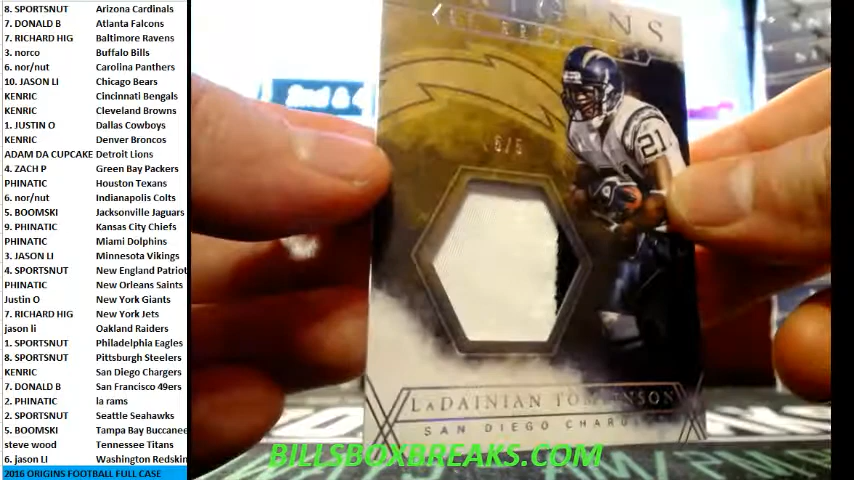 8. SPORTSNUT Arizona Cardinals
7. DONALD B Atlanta Falcons
7. RICHARD HIG Baltimore Ravens
3. norco Buffalo Bills
6. nor/nut Carolina Panthers
10. JASON LI Chicago Bears
KENRIC Cincinnati Bengals
KENRIC Cleveland Browns
1. JUSTIN O Dallas Cowboys
KENRIC Denver Broncos
ADAM DA CUPCAKE Detroit Lions
4. ZACH P Green Bay Packers
PHINATIC Houston Texans
6. nor/nut Indianapolis Colts
5. BOOMSKI Jacksonville Jaguars
9. PHINATIC Kansas City Chiefs
PHINATIC Miami Dolphins
3. JASON LI Minnesota Vikings
4. SPORTSNUT New England Patriot
PHINATIC New Orleans Saints
Justin O New York Giants
7. RICHARD HIG New York Jets
jason li Oakland Raiders
1. SPORTSNUT Philadelphia Eagles
8. SPORTSNUT Pittsburgh Steelers
KENRIC San Diego Chargers
7. DONALD B San Francisco 49ers
2. PHINATIC la rams
2. SPORTSNUT Seattle Seahawks
5. BOOMSKI Tampa Bay Buccanee
steve wood Tennessee Titans
6. jason LI Washington Redskin
2016 ORIGINS FOOTBALL FULL CASE
21
LADAINIAN TOMLINSON
SAN DIEGO CHARGERS
BILLSBOXBREAKS.COM